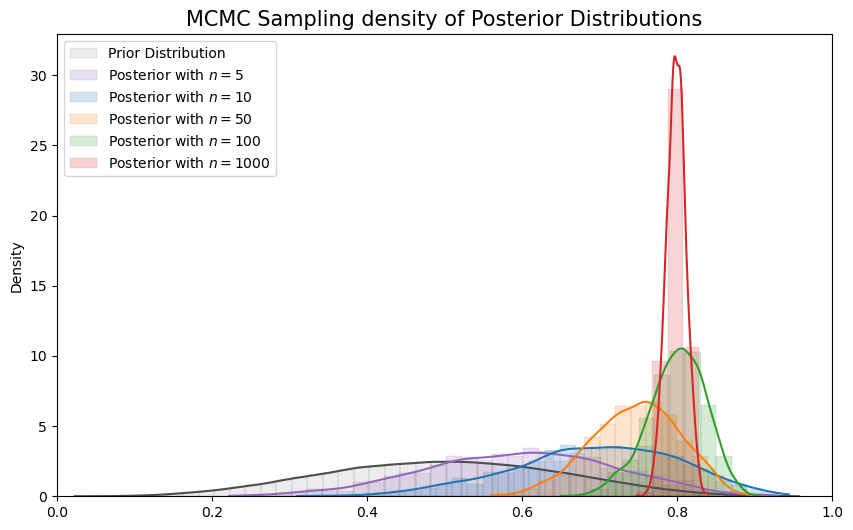 MCMC Sampling density of Posterior Distributions
Prior Distribution
Posterior with n = 5
Posterior with n = 10
Posterior with n = 50
Posterior with n = 100
Posterior with n = 1000
Density
30
25
20
15
10
5
0
0.0 0.2 0.4 0.6 0.8 1.0